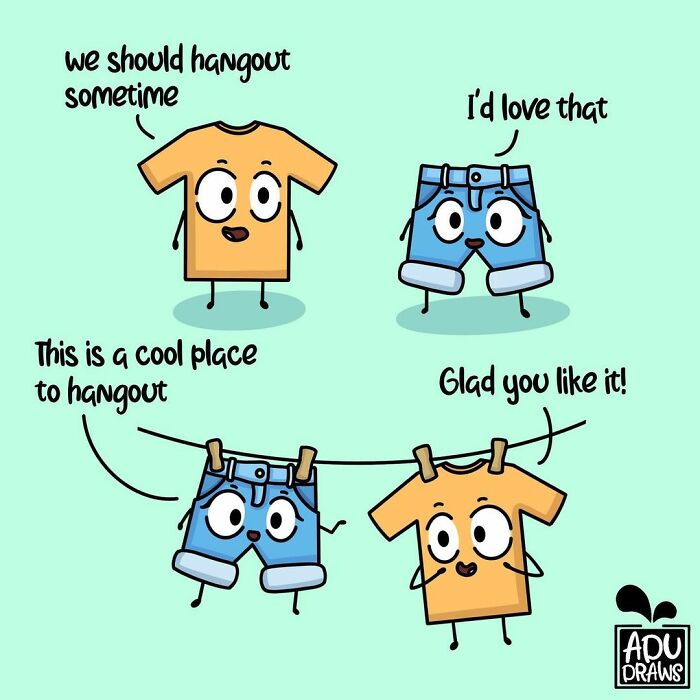 we should hangout
sometime
I'd love that
This is a cool place
to hangout
Glad you like it!
ADU
DRAWS